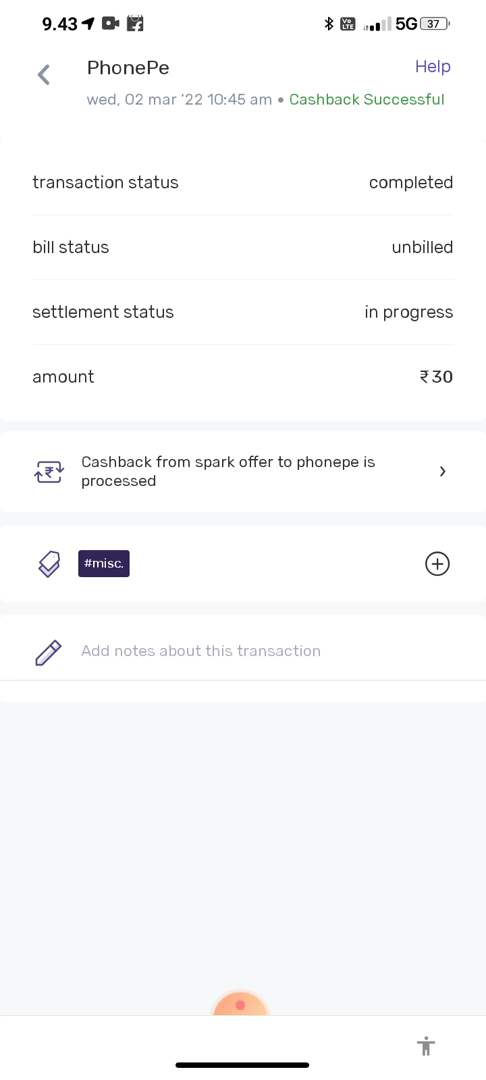 9.43 5G 37
PhonePe Help
wed, 02 mar '22 10:45 am • Cashback Successful
transaction status completed
bill status unbilled
settlement status in progress
amount ₹30
Cashback from spark offer to phonepe is
processed
#misc.
Add notes about this transaction